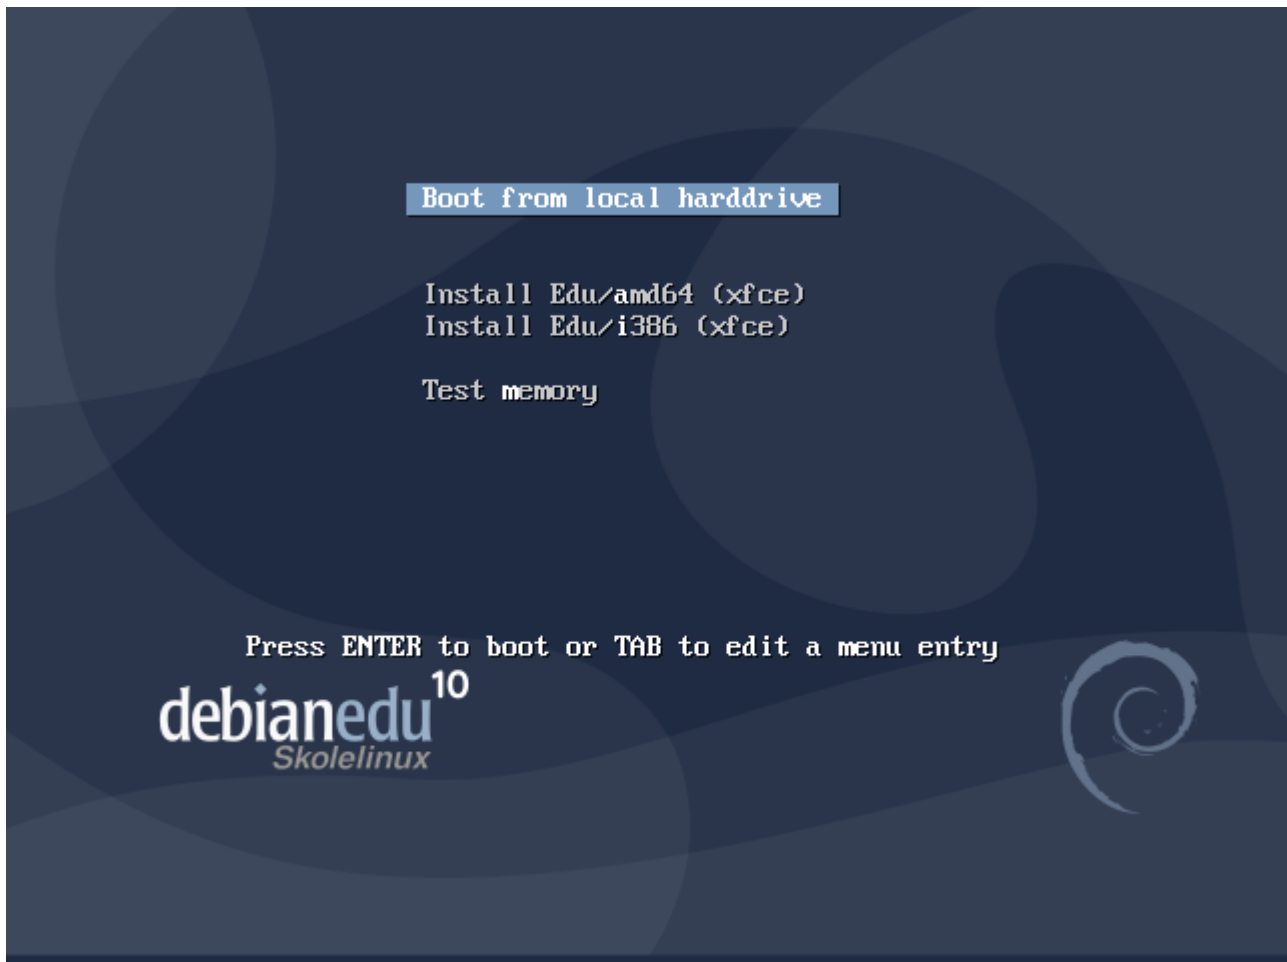 Boot from local harddrive
Install Edu/amd64 (xfce)
Install Edu/i386 (xfce)
Test memory
Press ENTER to boot or TAB to edit a menu entry
debianedu 10
Skolelinux